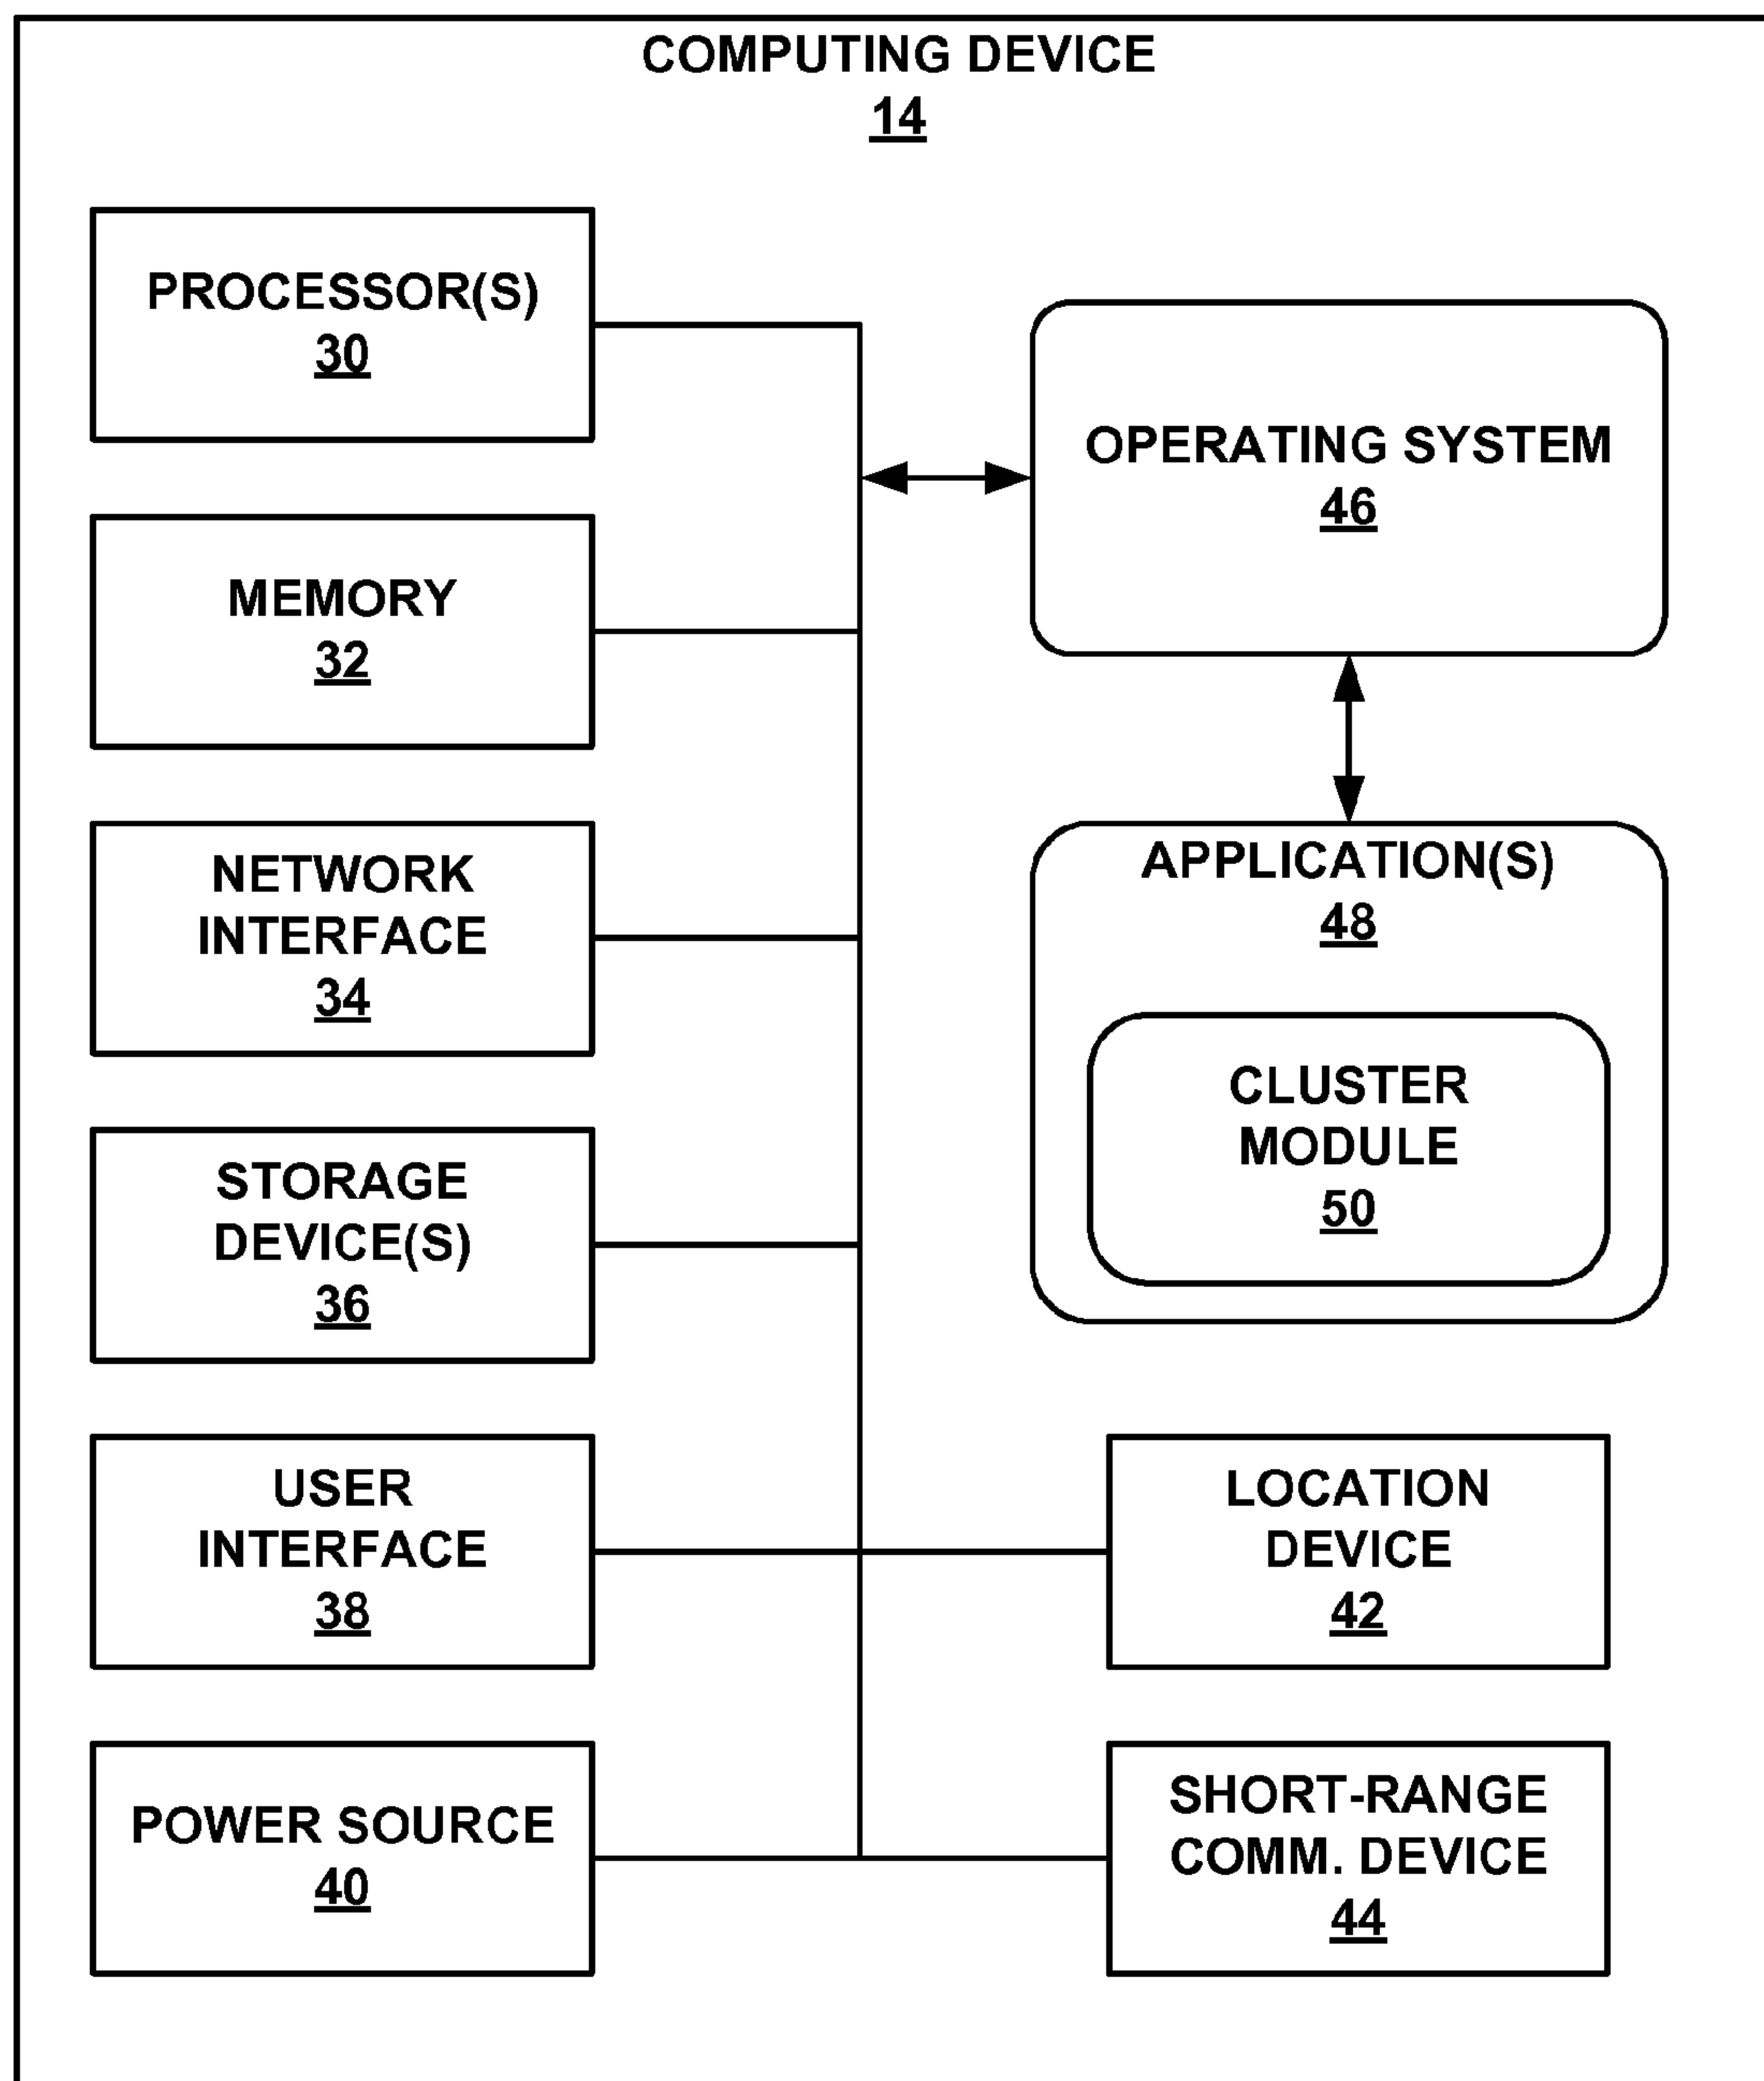 COMPUTING DEVICE
14
PROCESSOR(S)
30
MEMORY
32
NETWORK
INTERFACE
34
STORAGE
DEVICE(S)
36
USER
INTERFACE
38
POWER SOURCE
40
OPERATING SYSTEM
46
APPLICATION(S)
48
CLUSTER
MODULE
50
LOCATION
DEVICE
42
SHORT-RANGE
COMM. DEVICE
44